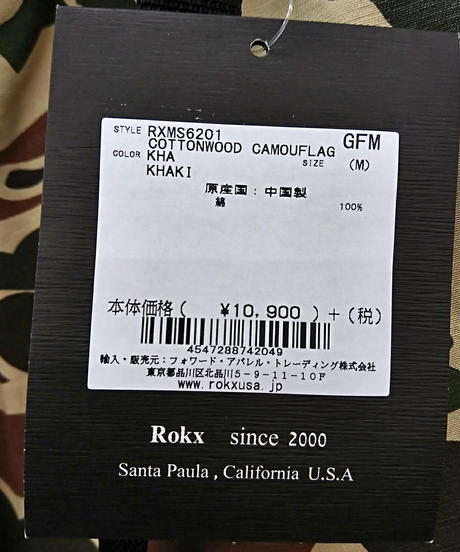 STYLE RXMS6201 GFM
COTTONWOOD CAMOUFLAG
COLOR KHA SIZE (M)
KHAKI
原産国：中国製
綿 100%
本体価格( ¥10,900 )+(税)
4547288742049
輸入・販売元：フォワード・アパレル・トレーディング株式会社
東京都品川区北品川5-9-11-10F
www.rokxusa.jp
Rokx since 2000
Santa Paula , California U.S.A